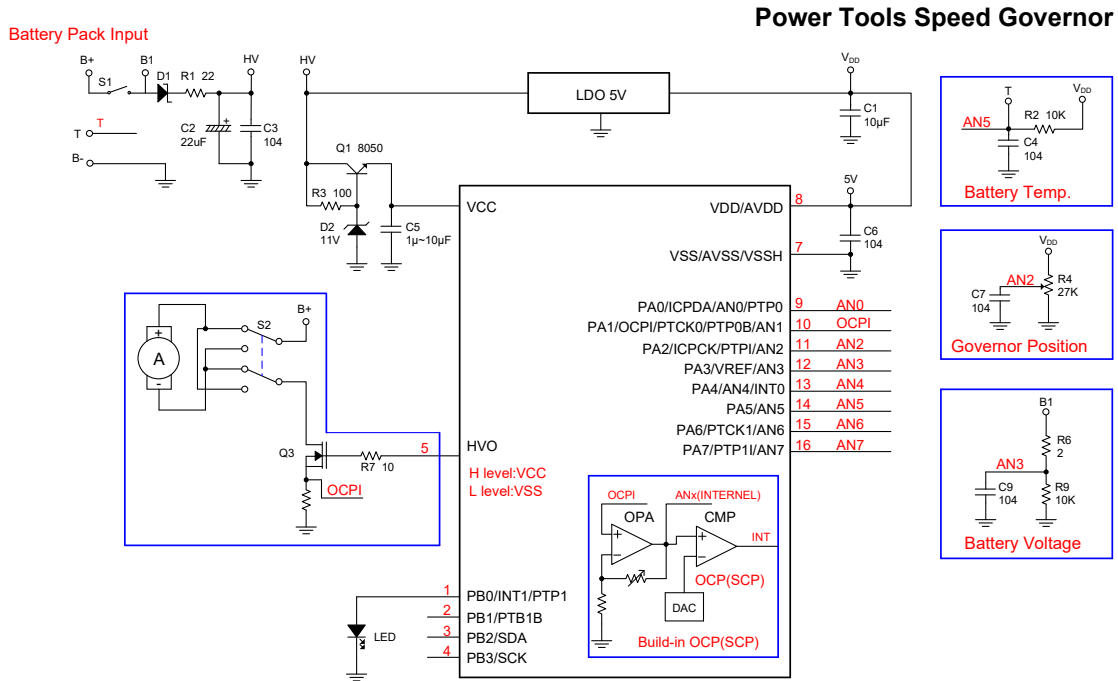 Power Tools Speed Governor
Battery Pack Input
B+
S1
B1
D1
R1 22
HV
C2
22uF
+
C3
104
T
T
B-
HV
LDO 5V
VDD
C1
10µF
Q1 8050
R3 100
D2
11V
C5
1µ~10µF
VCC
5V
VDD/AVDD
8
C6
104
VSS/AVSS/VSSH
7
PA0/ICPDA/AN0/PTP0
9
AN0
PA1/OCPI/PTCK0/PTP0B/AN1
10
OCPI
PA2/ICPCK/PTPI/AN2
11
AN2
PA3/VREF/AN3
12
AN3
PA4/AN4/INT0
13
AN4
PA5/AN5
14
AN5
PA6/PTCK1/AN6
15
AN6
PA7/PTP1I/AN7
16
AN7
+
A
-
S2
B+
Q3
R7 10
OCPI
5
HVO
H level:VCC
L level:VSS
OCPI
ANx(INTERNEL)
OPA
CMP
+
−
+
−
INT
OCP(SCP)
DAC
Build-in OCP(SCP)
1
PB0/INT1/PTP1
2
PB1/PTB1B
3
PB2/SDA
4
PB3/SCK
LED
T
VDD
AN5
R2 10K
C4
104
Battery Temp.
VDD
AN2
R4
27K
C7
104
Governor Position
B1
R6
2
AN3
C9
104
R9
10K
Battery Voltage